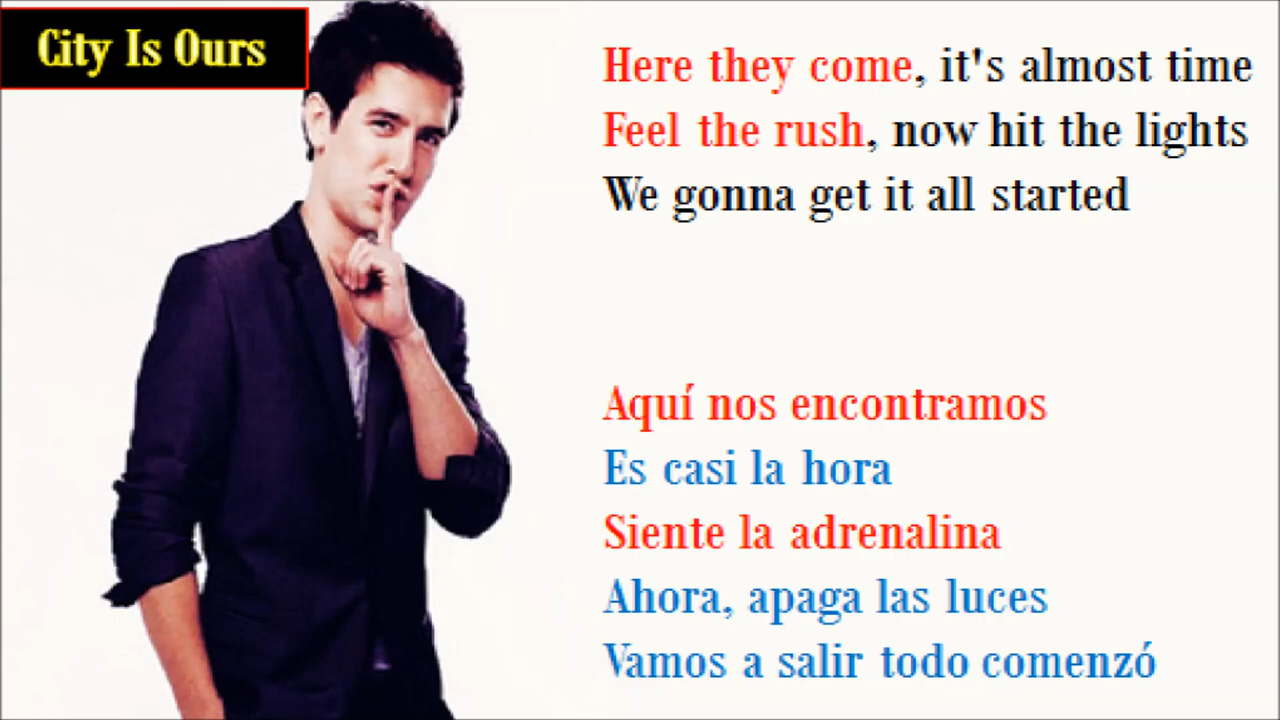 City Is Ours
Here they come, it's almost time
Feel the rush, now hit the lights
We gonna get it all started
Aquí nos encontramos
Es casi la hora
Siente la adrenalina
Ahora, apaga las luces
Vamos a salir todo comenzó